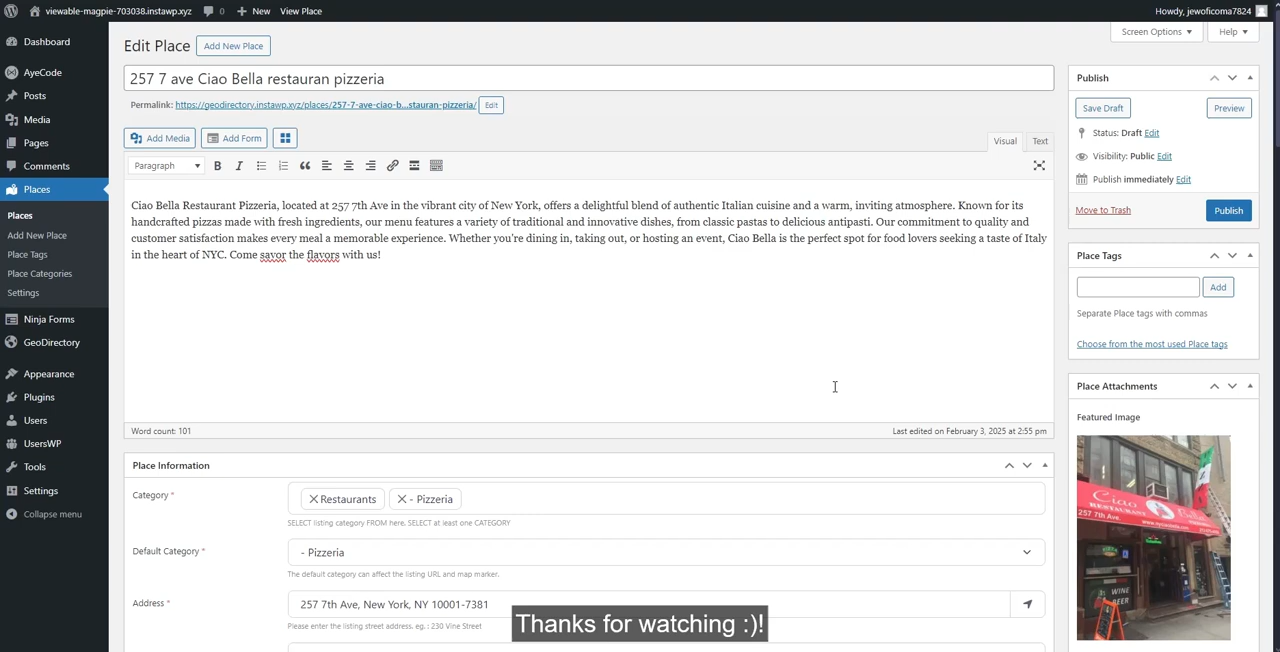 viewable-magpie-703038.instawp.xyz 0 New View Place Howdy, jewoficoma7824
Screen Options Help
Dashboard
AyeCode
Posts
Media
Pages
Comments
Places
Places
Add New Place
Place Tags
Place Categories
Settings
Ninja Forms
GeoDirectory
Appearance
Plugins
Users
UsersWP
Tools
Settings
Collapse menu
Edit Place Add New Place
257 7 ave Ciao Bella restauran pizzeria
Permalink: https://geodirectory.instawp.xyz/places/257-7-ave-ciao-b...stauran-pizzeria/ Edit
Add Media Add Form Visual Text
Paragraph B I
Ciao Bella Restaurant Pizzeria, located at 257 7th Ave in the vibrant city of New York, offers a delightful blend of authentic Italian cuisine and a warm, inviting atmosphere. Known for its
handcrafted pizzas made with fresh ingredients, our menu features a variety of traditional and innovative dishes, from classic pastas to delicious antipasti. Our commitment to quality and
customer satisfaction makes every meal a memorable experience. Whether you're dining in, taking out, or hosting an event, Ciao Bella is the perfect spot for food lovers seeking a taste of Italy
in the heart of NYC. Come savor the flavors with us!
Word count: 101 Last edited on February 3, 2025 at 2:55 pm
Place Information
Category * Restaurants - Pizzeria
SELECT listing category FROM here. SELECT at least one CATEGORY
Default Category * - Pizzeria
The default category can affect the listing URL and map marker.
Address * 257 7th Ave, New York, NY 10001-7381
Please enter the listing street address. eg. : 230 Vine Street
Thanks for watching :)!
Publish
Save Draft Preview
Status: Draft Edit
Visibility: Public Edit
Publish immediately Edit
Move to Trash Publish
Place Tags
Add
Separate Place tags with commas
Choose from the most used Place tags
Place Attachments
Featured Image
Ciao Bella
RESTAURANT
257 7th Ave.
WINE
BEER